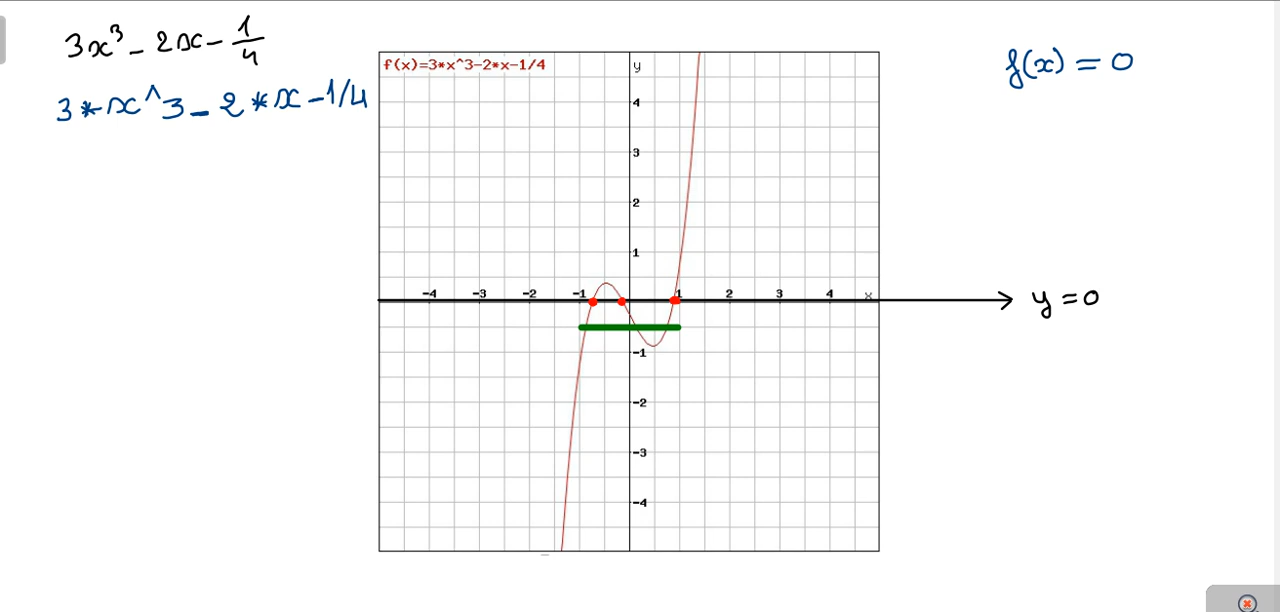 3x³ - 2x - 1/4
3*x^3-2*x-1/4
f(x)=3*x^3-2*x-1/4
f(x) = 0
y
4
3
2
1
-4 -3 -2 -1 1 2 3 4 x
y = 0
-1
-2
-3
-4